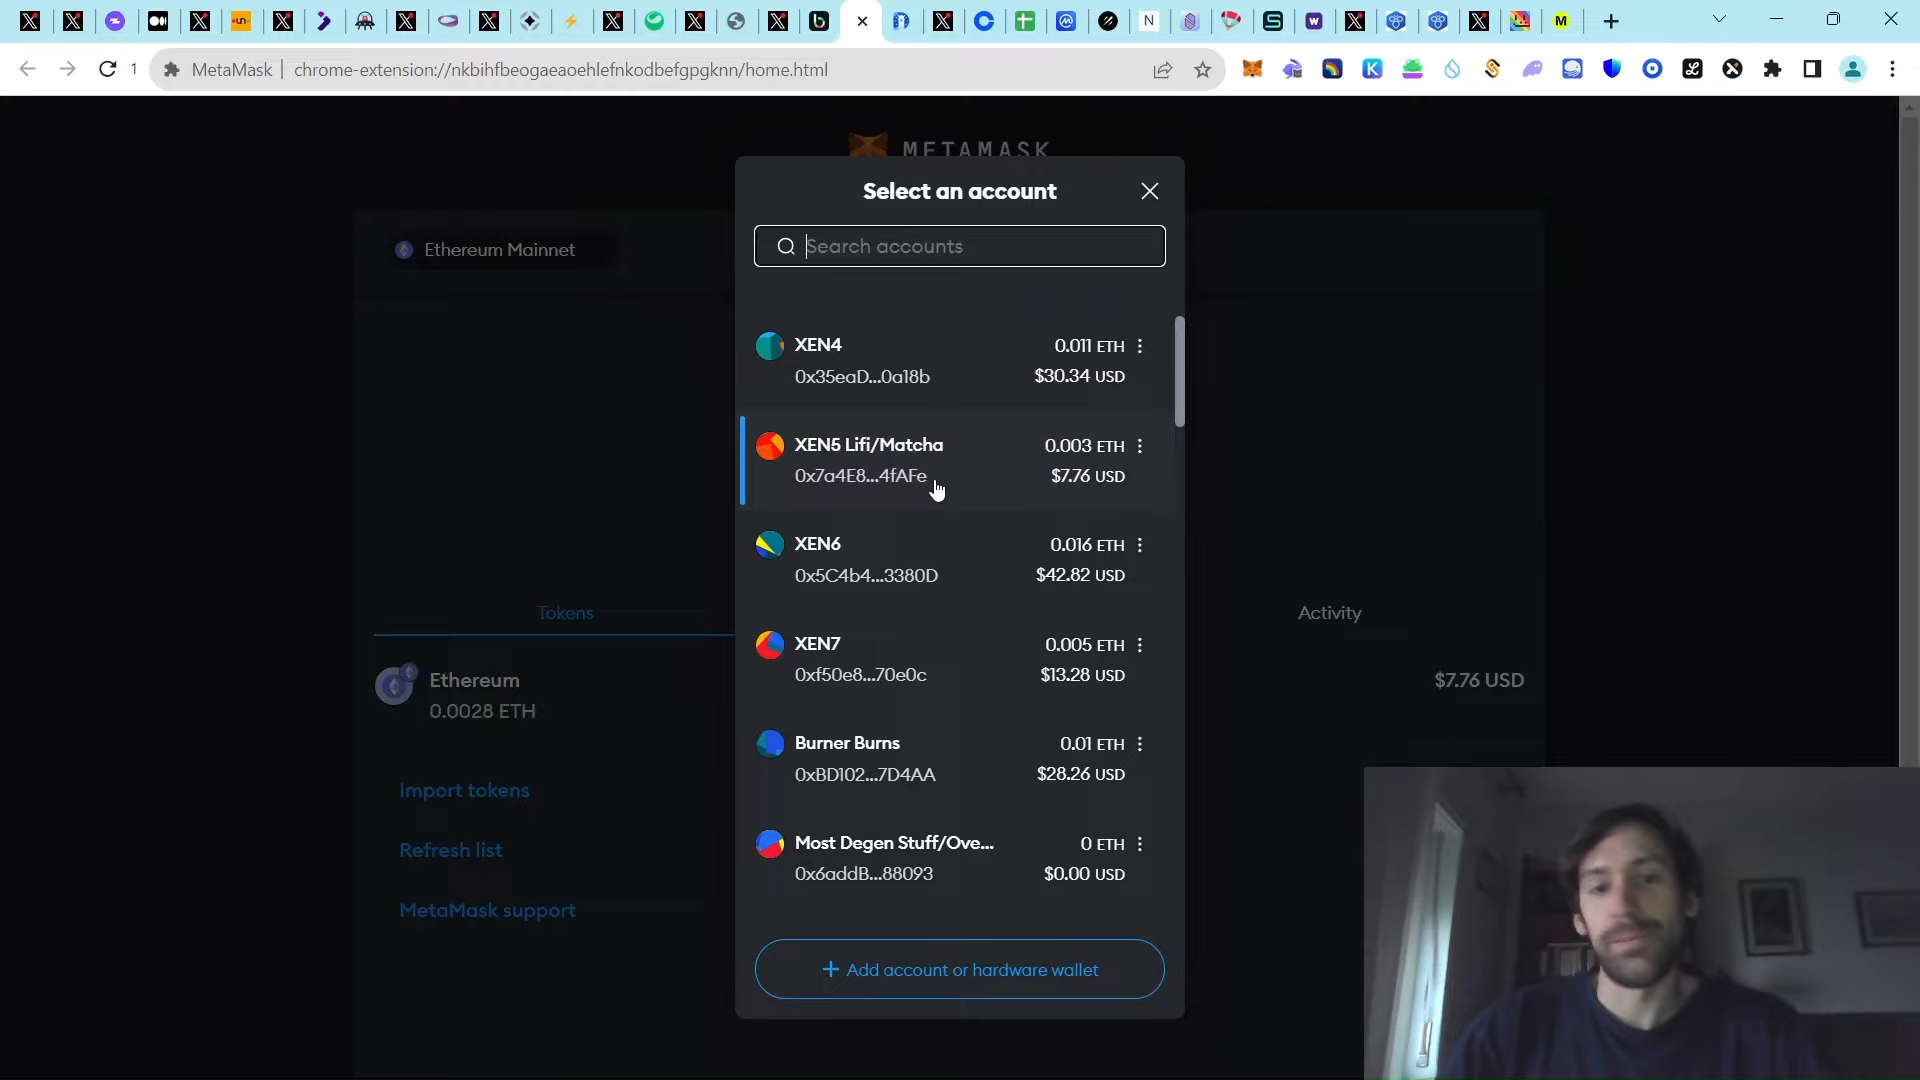 1
MetaMask
chrome-extension://nkbihfbeogaeaoehlefnkodbefgpgknn/home.html
METAMASK
Select an account
Ethereum Mainnet
Search accounts
XEN4
0.011 ETH
0x35eaD...0a18b
$30.34 USD
XEN5 Lifi/Matcha
0.003 ETH
0x7a4E8...4fAFe
$7.76 USD
XEN6
0.016 ETH
0x5C4b4...3380D
$42.82 USD
Tokens
Activity
XEN7
0.005 ETH
0xf50e8...70e0c
$13.28 USD
Ethereum
$7.76 USD
0.0028 ETH
Burner Burns
0.01 ETH
0xBD102...7D4AA
$28.26 USD
Import tokens
Most Degen Stuff/Ove...
0 ETH
0x6addB...88093
$0.00 USD
Refresh list
MetaMask support
+ Add account or hardware wallet